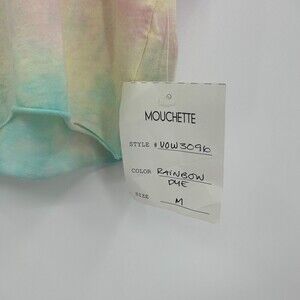 MOUCHETTE
STYLE # VOW3096
COLOR RAINBOW
DYE
SIZE M